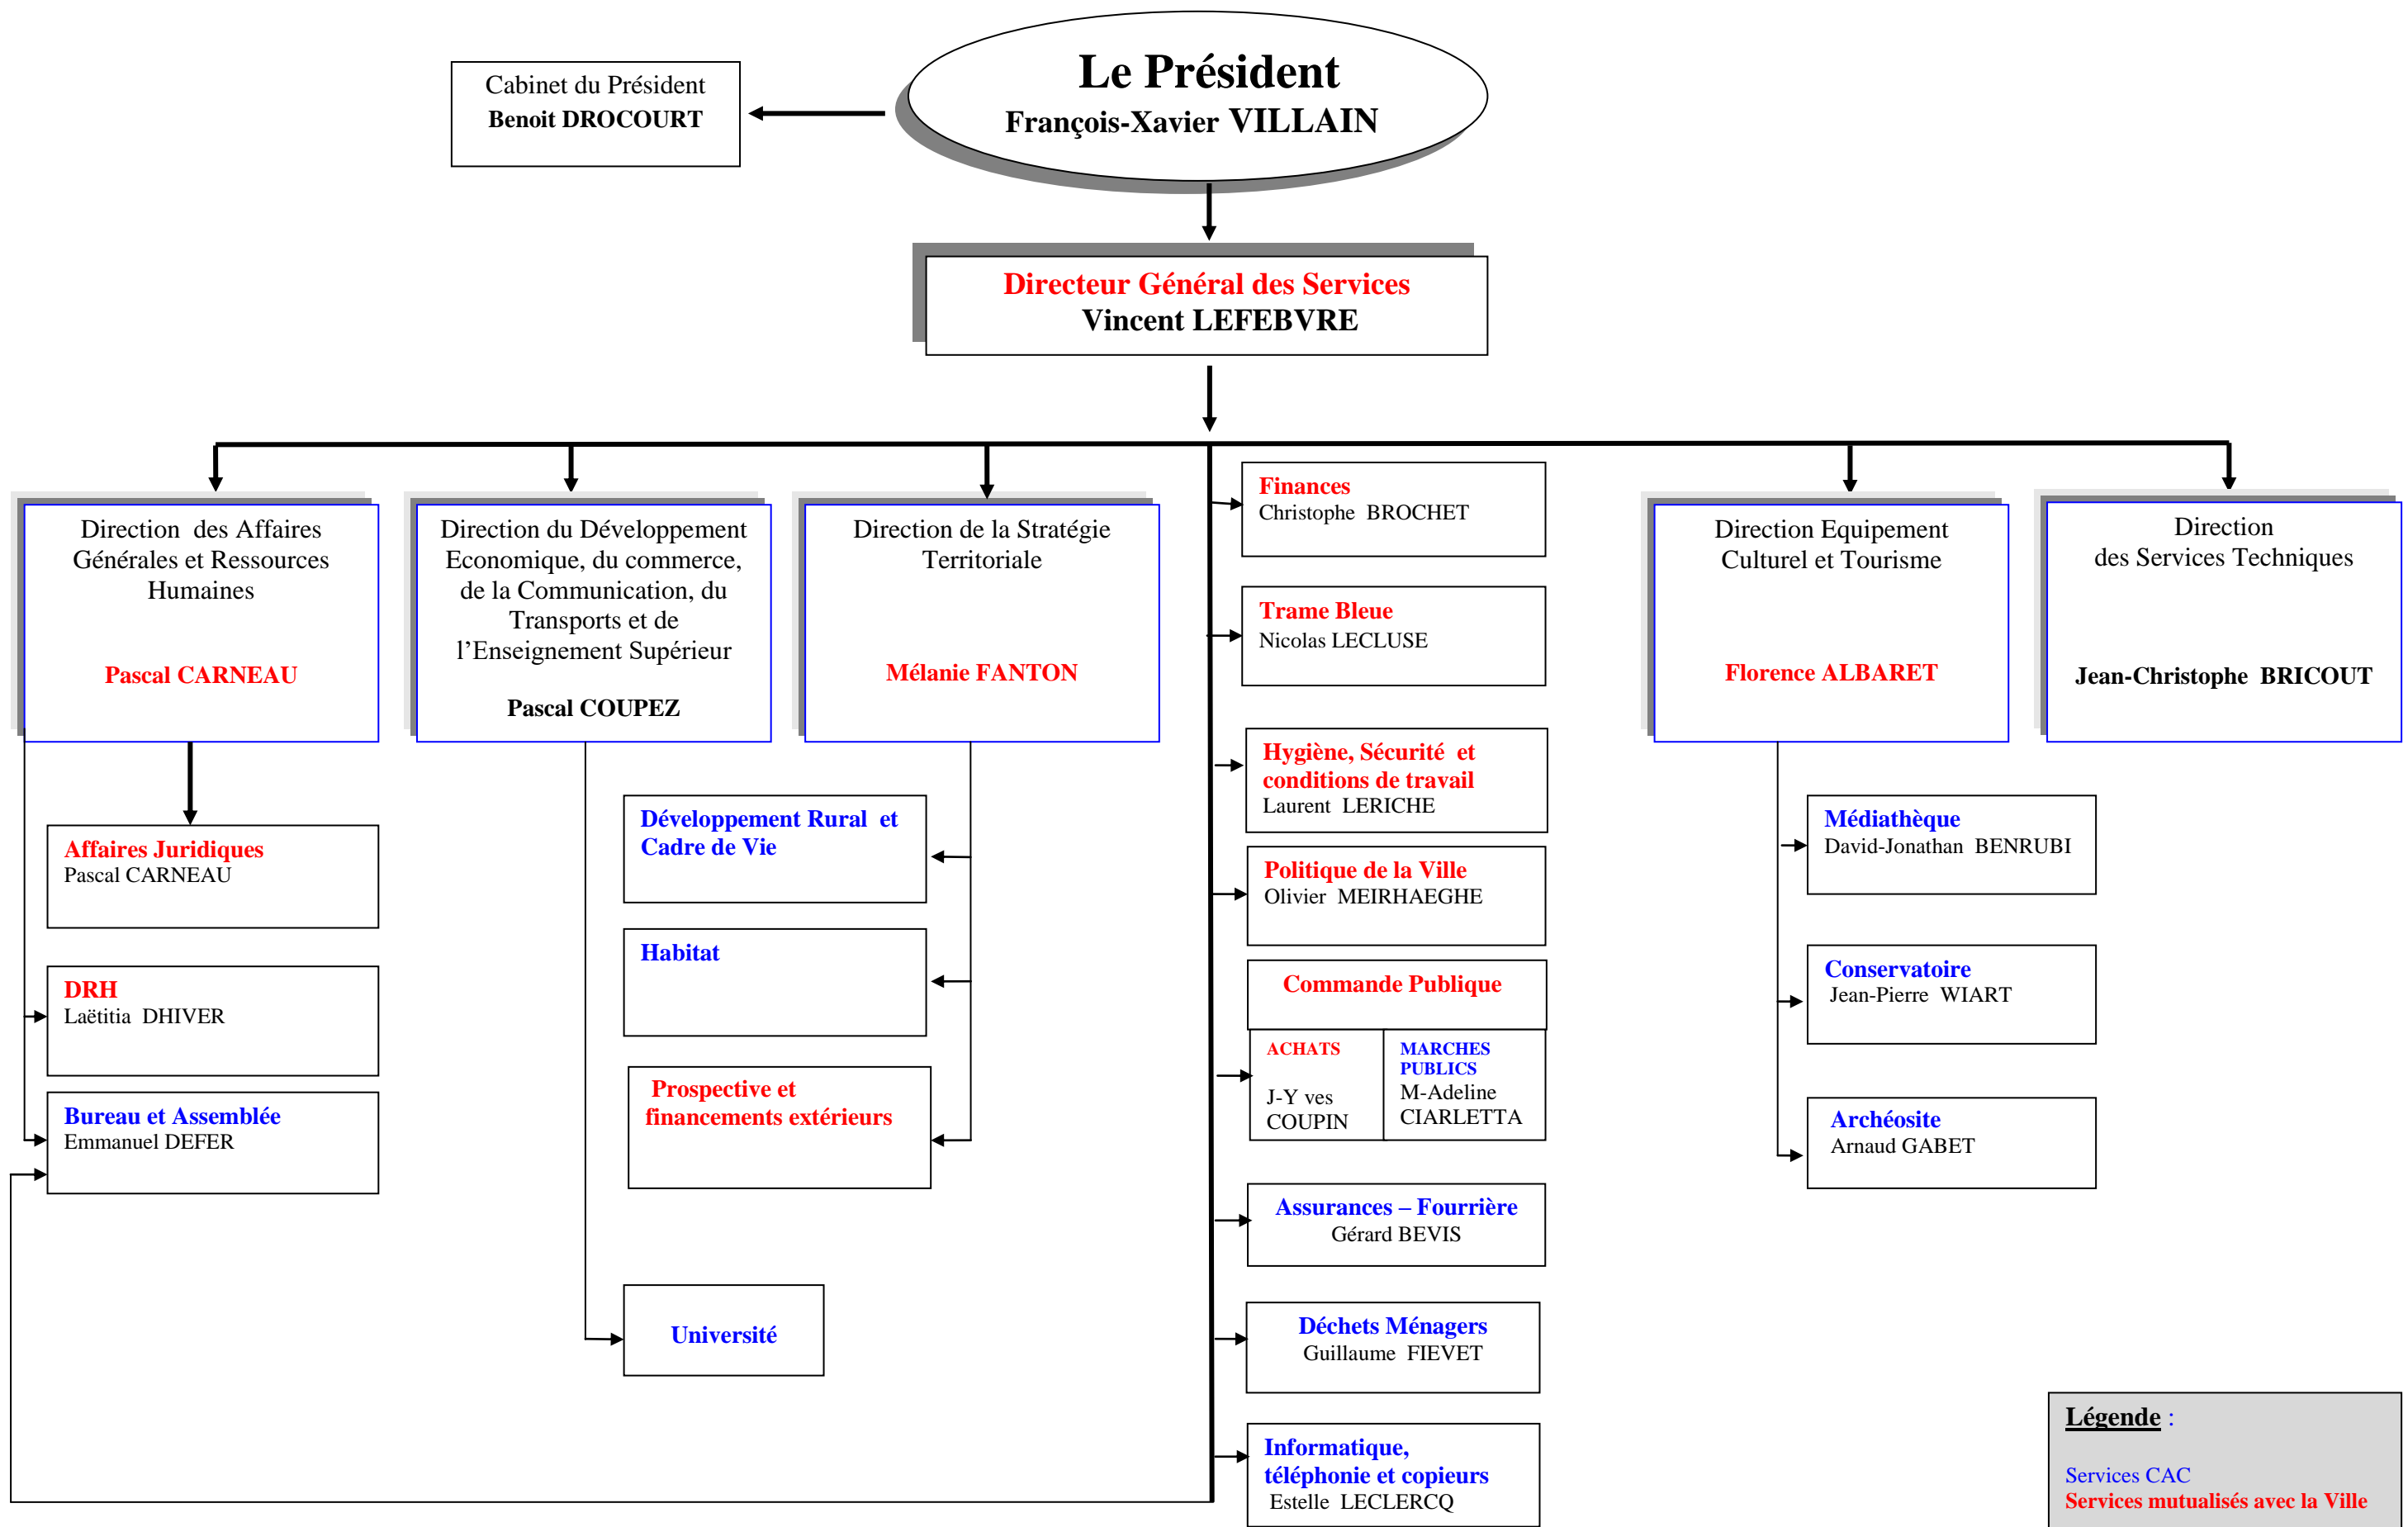 Le Président
François-Xavier VILLAIN
Cabinet du Président
Benoit DROCOURT
Directeur Général des Services
Vincent LEFEBVRE
Direction des Affaires
Générales et Ressources
Humaines
Pascal CARNEAU
Direction du Développement
Economique, du commerce,
de la Communication, du
Transports et de
l’Enseignement Supérieur
Pascal COUPEZ
Direction de la Stratégie
Territoriale
Mélanie FANTON
Finances
Christophe BROCHET
Trame Bleue
Nicolas LECLUSE
Hygiène, Sécurité et
conditions de travail
Laurent LERICHE
Politique de la Ville
Olivier MEIRHAEGHE
Commande Publique
ACHATS
J-Y ves
COUPIN
MARCHES
PUBLICS
M-Adeline
CIARLETTA
Assurances – Fourrière
Gérard BEVIS
Déchets Ménagers
Guillaume FIEVET
Informatique,
téléphonie et copieurs
Estelle LECLERCQ
Direction Equipement
Culturel et Tourisme
Florence ALBARET
Direction
des Services Techniques
Jean-Christophe BRICOUT
Affaires Juridiques
Pascal CARNEAU
DRH
Laëtitia DHIVER
Bureau et Assemblée
Emmanuel DEFER
Développement Rural et
Cadre de Vie
Habitat
Prospective et
financements extérieurs
Université
Médiathèque
David-Jonathan BENRUBI
Conservatoire
Jean-Pierre WIART
Archéosite
Arnaud GABET
Légende :
Services CAC
Services mutualisés avec la Ville